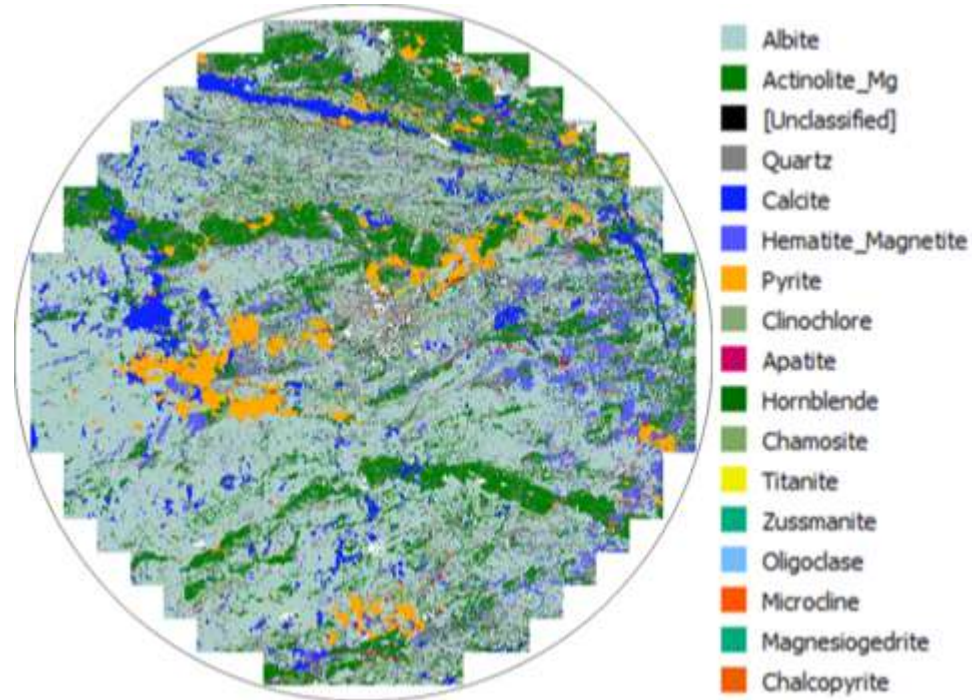 Albite
Actinolite_Mg
[Unclassified]
Quartz
Calcite
Hematite_Magnetite
Pyrite
Clinochlore
Apatite
Hornblende
Chamosite
Titanite
Zussmanite
Oligoclase
Microcline
Magnesiogedrite
Chalcopyrite